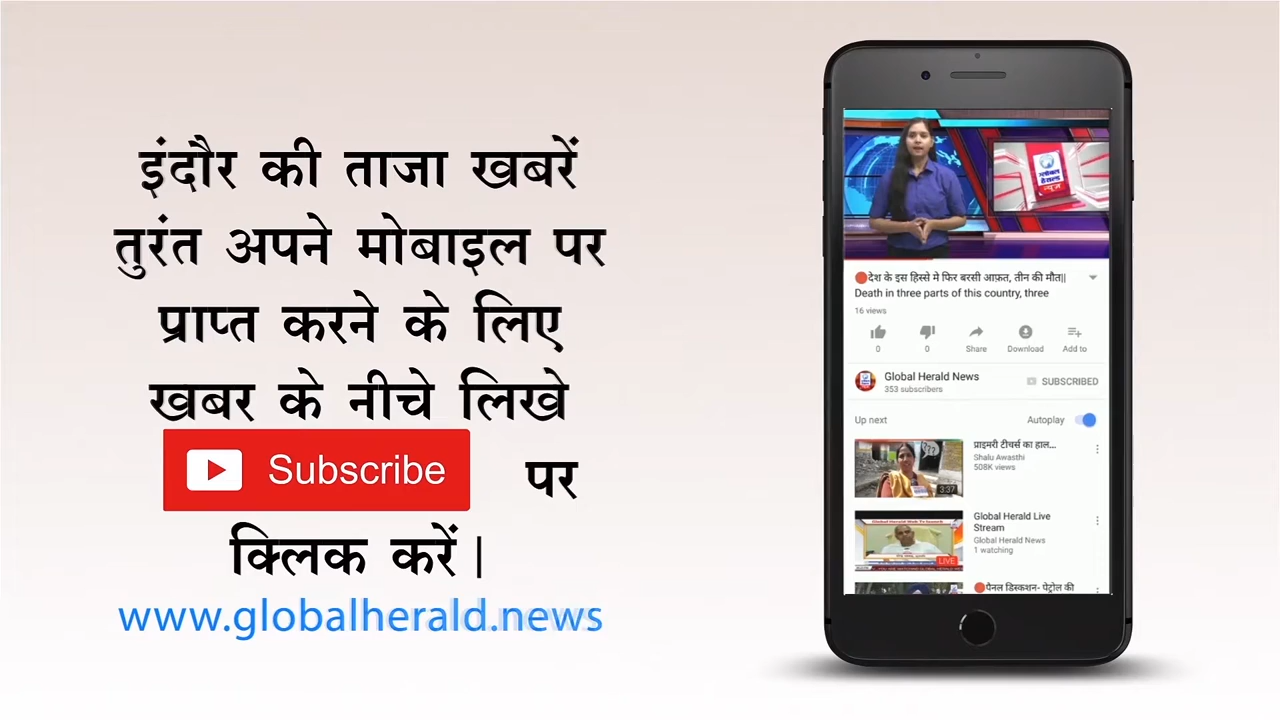 इंदौर की ताजा खबरें
तुरंत अपने मोबाइल पर
प्राप्त करने के लिए
खबर के नीचे लिखे
Subscribe पर
क्लिक करें|
www.globalherald.news
ग्लोबल
हेराल्ड
न्यूज़
देश के इस हिस्से मे फिर बरसी आफ़त, तीन की मौत||
Death in three parts of this country, three
16 views
0 0 Share Download Add to
Global Herald News
353 subscribers
SUBSCRIBED
Up next Autoplay
प्राइमरी टीचर्स का हाल...
Shalu Awasthi
508K views
???
3:37
Global Herald Live
Stream
Global Herald News
1 watching
LIVE
पैनल डिस्कशन- पेट्रोल की